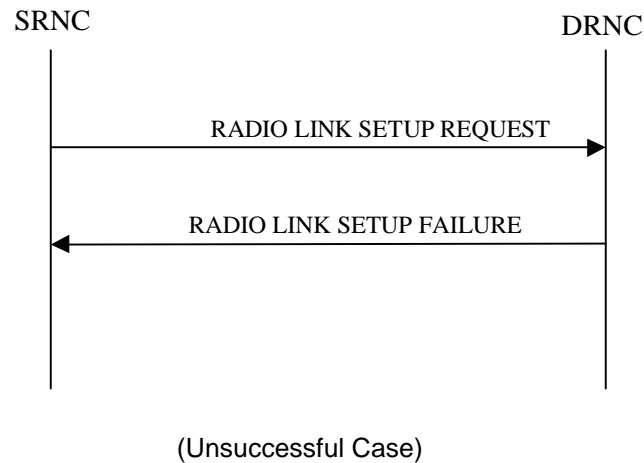 SRNC
DRNC
RADIO LINK SETUP REQUEST
RADIO LINK SETUP FAILURE
(Unsuccessful Case)